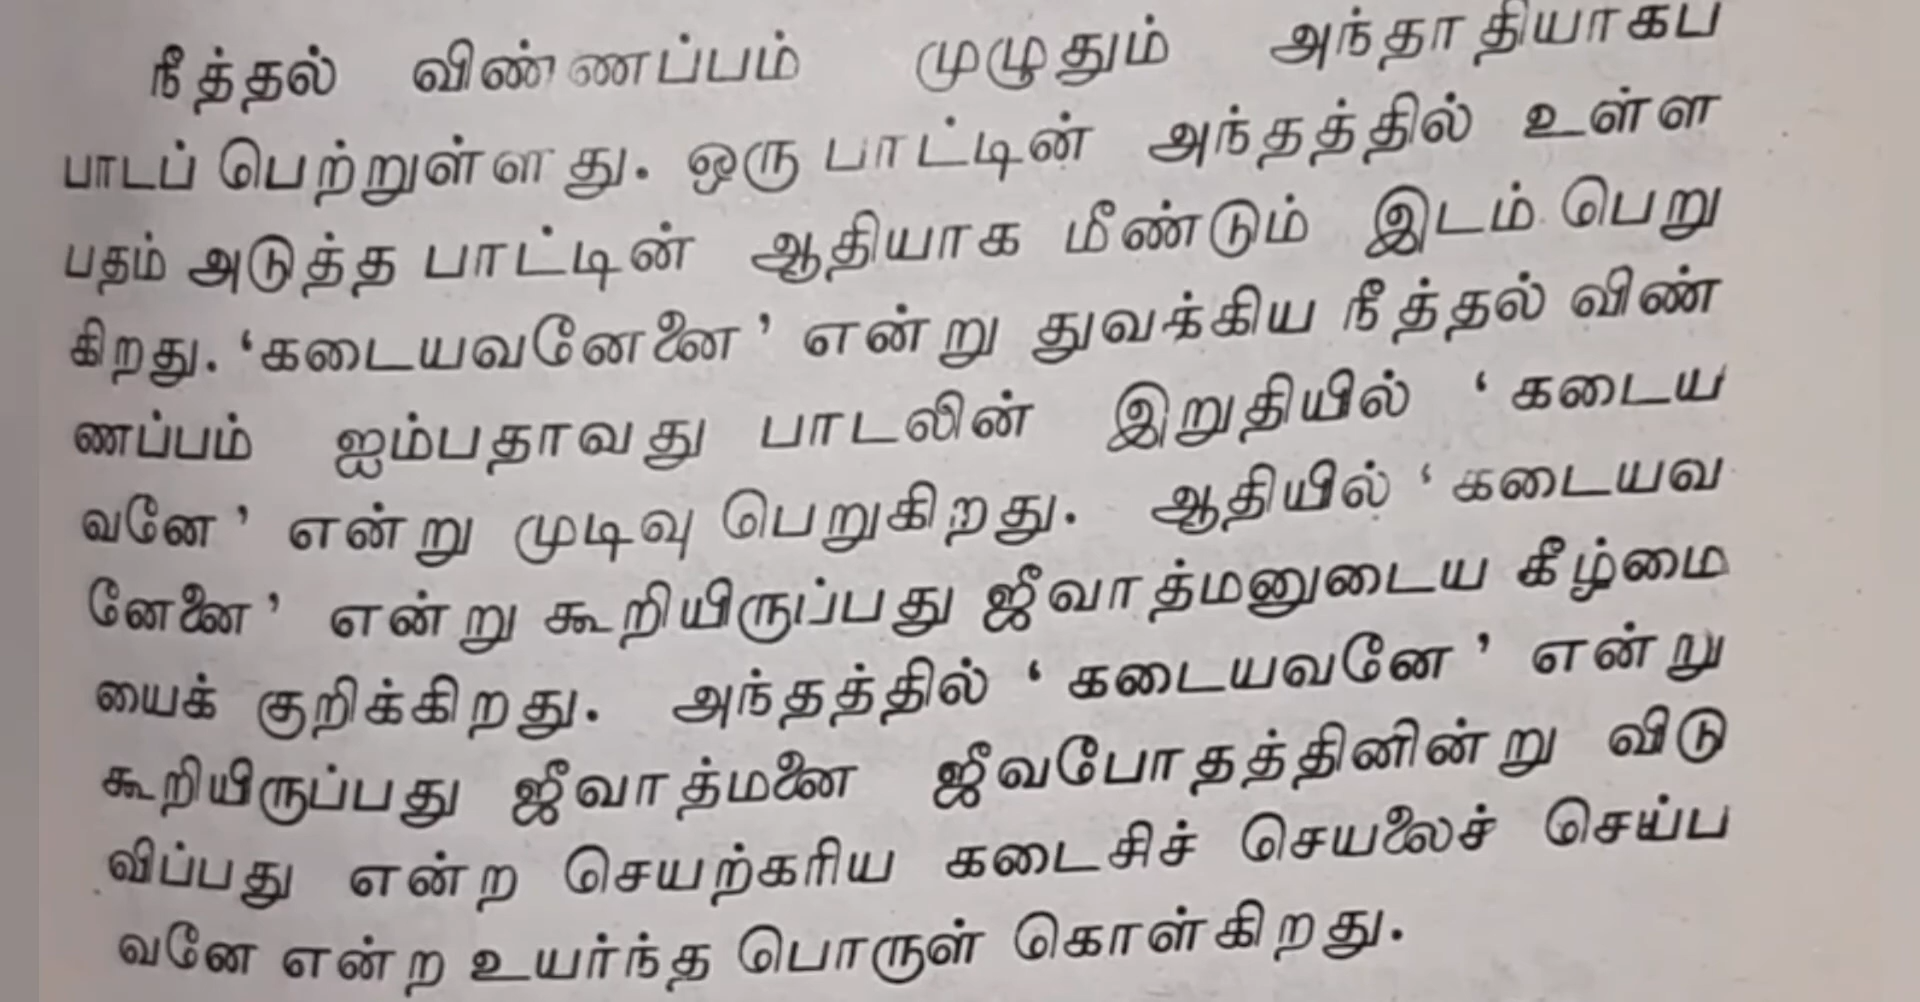 நீத்தல் விண்ணப்பம் முழுதும் அந்தாதியாகப்
பாடப் பெற்றுள்ளது. ஒரு பாட்டின் அந்தத்தில் உள்ள
பதம் அடுத்த பாட்டின் ஆதியாக மீண்டும் இடம் பெறு
கிறது. ‘கடையவனேனை’ என்று துவக்கிய நீத்தல் விண்
ணப்பம் ஐம்பதாவது பாடலின் இறுதியில் ‘கடைய
வனே’ என்று முடிவு பெறுகிறது. ஆதியில் ‘கடையவ
னேனை’ என்று கூறியிருப்பது ஜீவாத்மனுடைய கீழ்மை
யைக் குறிக்கிறது. அந்தத்தில் ‘கடையவனே’ என்று
கூறியிருப்பது ஜீவாத்மனை ஜீவபோதத்தினின்று விடு
விப்பது என்ற செயற்கரிய கடைசிச் செயலைச் செய்ப
வனே என்ற உயர்ந்த பொருள் கொள்கிறது.